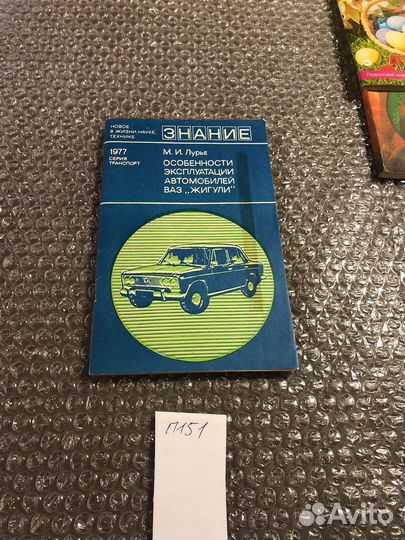 НОВОЕ
В ЖИЗНИ, НАУКЕ,
ТЕХНИКЕ
ЗНАНИЕ
1977
СЕРИЯ
ТРАНСПОРТ
М. И. Лурье
ОСОБЕННОСТИ
ЭКСПЛУАТАЦИИ
АВТОМОБИЛЕЙ
ВАЗ „ЖИГУЛИ"
П151
Avito